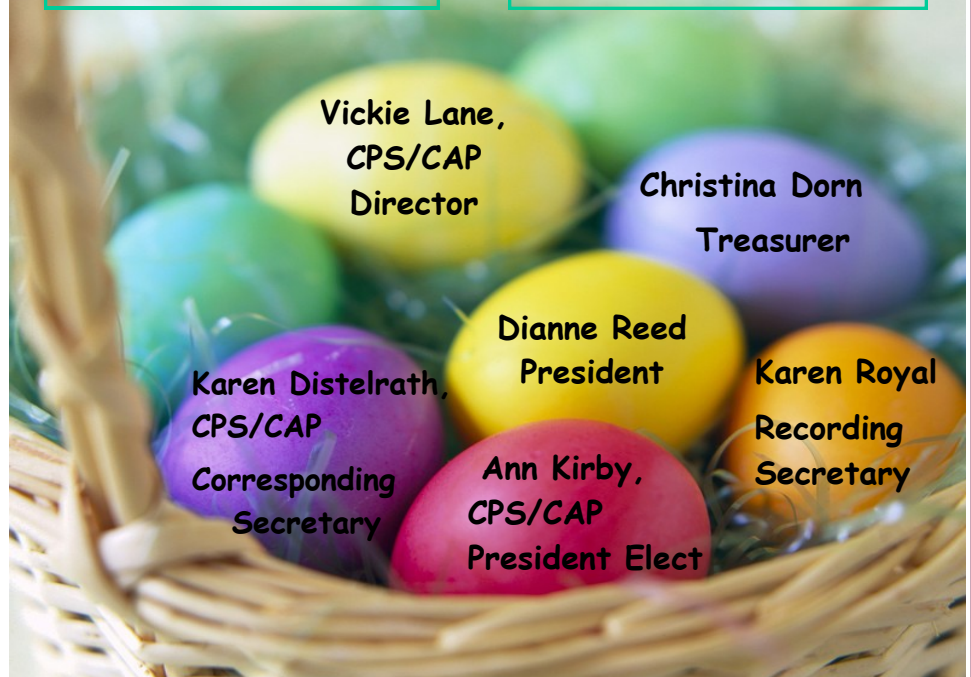 Vickie Lane,
CPS/CAP
Director
Christina Dorn
Treasurer
Dianne Reed
President
Karen Distelrath,
CPS/CAP
Corresponding
Secretary
Karen Royal
Recording
Secretary
Ann Kirby,
CPS/CAP
President Elect